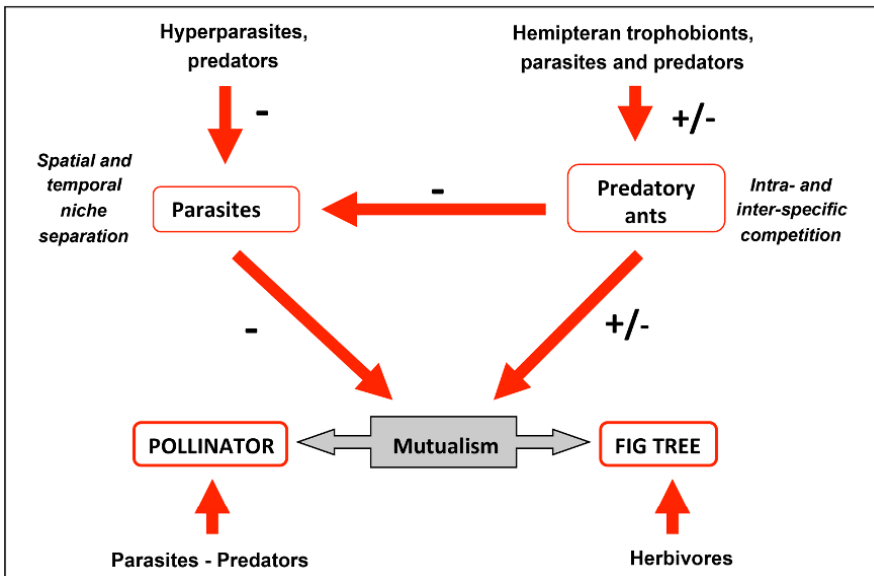 Hyperparasites,
predators
Hemipteran trophobionts,
parasites and predators
-
+/-
Spatial and
temporal
niche
separation
Parasites
-
Predatory
ants
Intra- and
inter-specific
competition
-
+/-
POLLINATOR
Mutualism
FIG TREE
Parasites - Predators
Herbivores